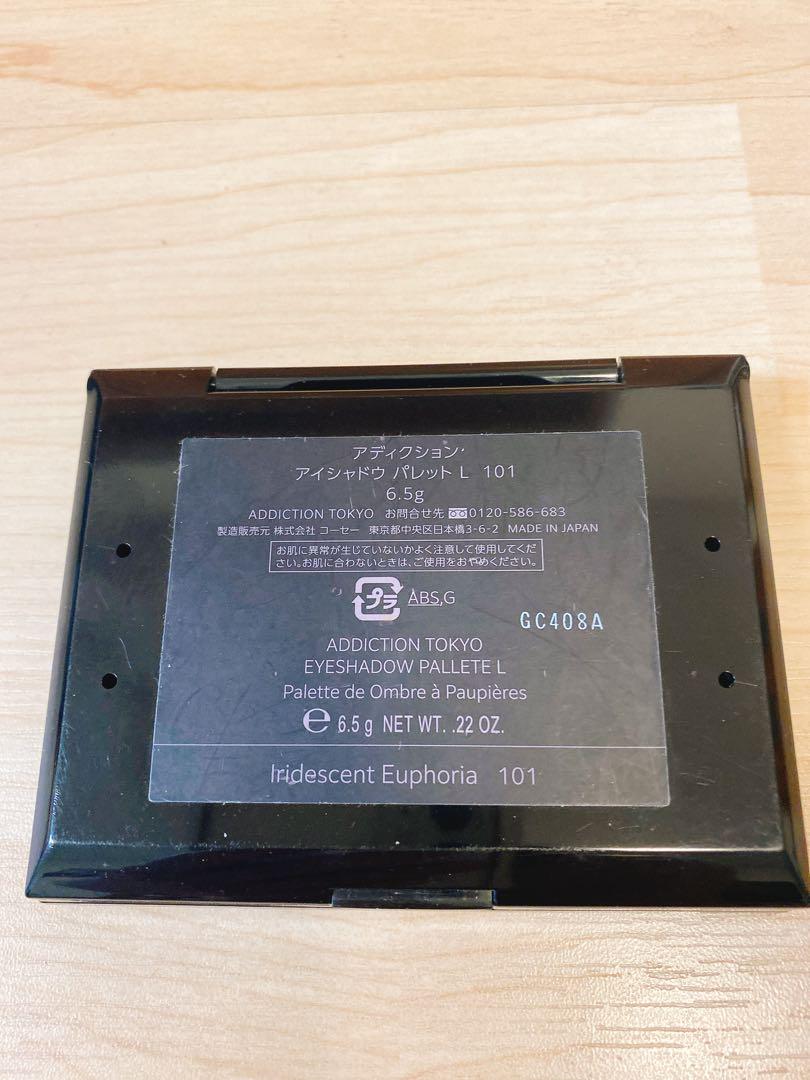 アディクション
アイシャドウ パレット L 101
6.5g
ADDICTION TOKYO お問合せ先 0120-586-683
製造販売元 株式会社 コーセー 東京都中央区日本橋3-6-2 MADE IN JAPAN
お肌に異常が生じていないかよく注意して使用してくだ
さい。お肌に合わないときは、ご使用をおやめください。
プラ ABS,G
GC408A
ADDICTION TOKYO
EYESHADOW PALLETE L
Palette de Ombre à Paupières
℮ 6.5 g NET WT. .22 OZ.
Iridescent Euphoria 101